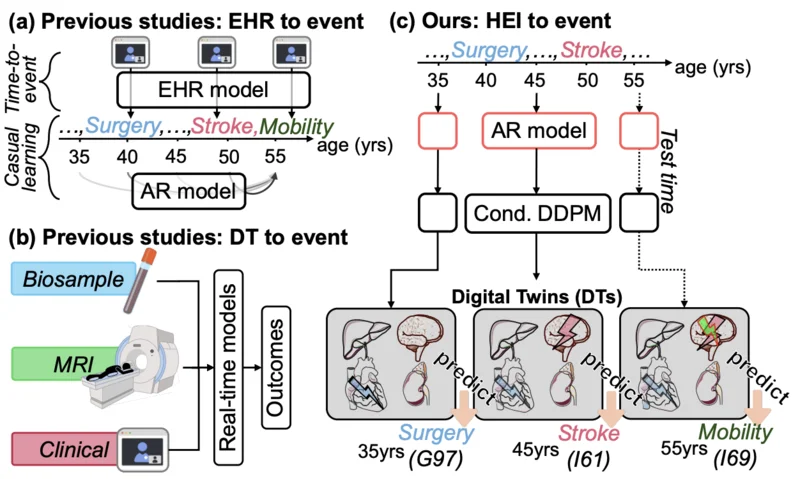 (a) Previous studies: EHR to event
Time-to-
event
EHR model
...,Surgery,...,Stroke,Mobility
age (yrs)
35 40 45 50 55
Casual
learning
AR model
(b) Previous studies: DT to event
Biosample
MRI
Clinical
Real-time models
Outcomes
(c) Ours: HEI to event
...,Surgery,...,Stroke,...
age (yrs)
35 40 45 50 55
AR model
Test time
Cond. DDPM
Digital Twins (DTs)
predict
predict
predict
Surgery
35yrs (G97)
Stroke
45yrs (I61)
Mobility
55yrs (I69)